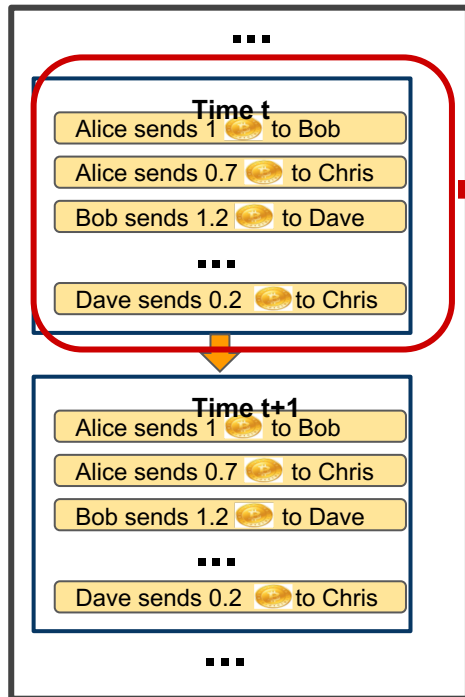 ...
Time t
Alice sends 1 to Bob
Alice sends 0.7 to Chris
Bob sends 1.2 to Dave
...
Dave sends 0.2 to Chris
Time t+1
Alice sends 1 to Bob
Alice sends 0.7 to Chris
Bob sends 1.2 to Dave
...
Dave sends 0.2 to Chris
...